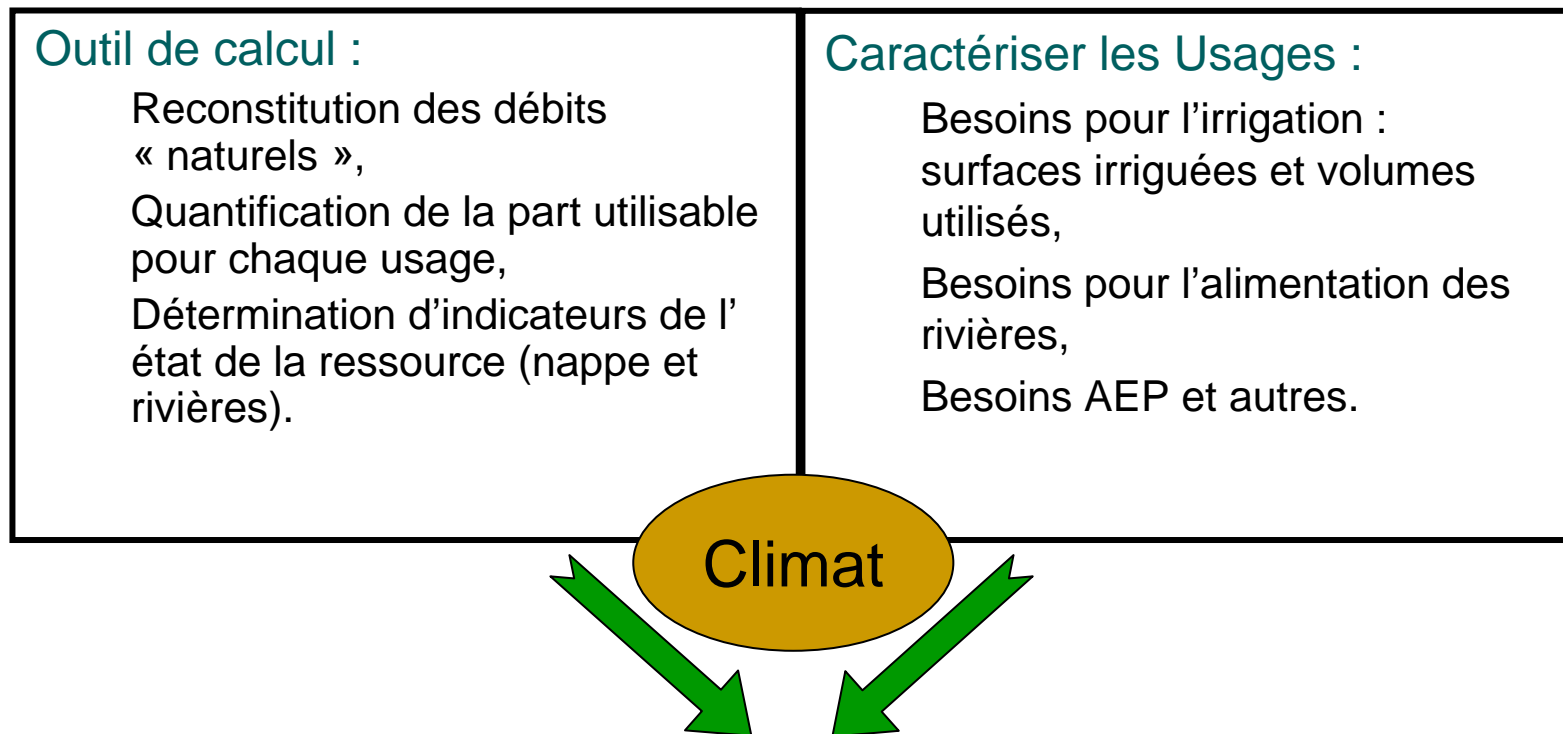 Outil de calcul :
Reconstitution des débits
« naturels »,
Quantification de la part utilisable
pour chaque usage,
Détermination d’indicateurs de l’
état de la ressource (nappe et
rivières).
Caractériser les Usages :
Besoins pour l’irrigation :
surfaces irriguées et volumes
utilisés,
Besoins pour l’alimentation des
rivières,
Besoins AEP et autres.
Climat